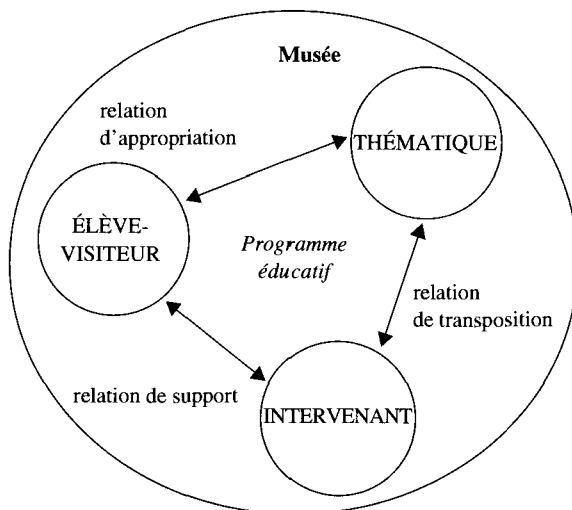 Musée
relation
d'appropriation
THÉMATIQUE
ÉLÈVE-
VISITEUR
Programme
éducatif
relation
de transposition
relation de support
INTERVENANT